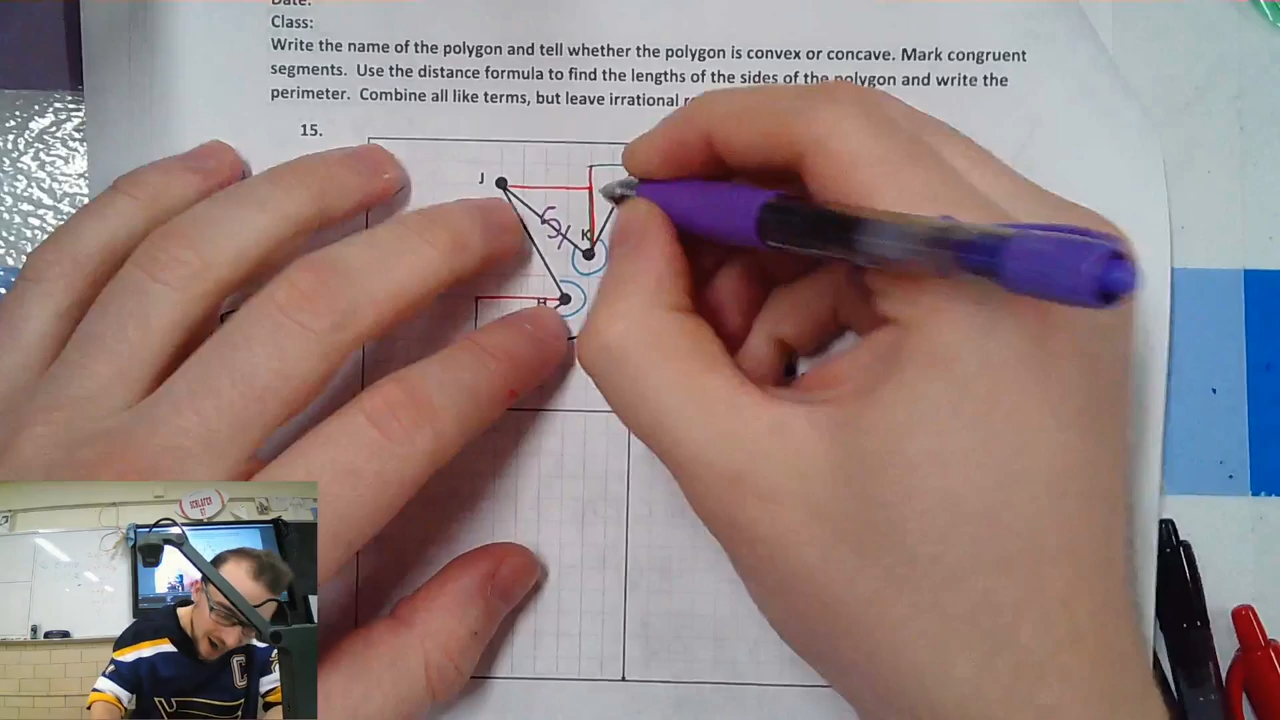 Date:
Class:
Write the name of the polygon and tell whether the polygon is convex or concave. Mark congruent
segments. Use the distance formula to find the lengths of the sides of the polygon and write the
perimeter. Combine all like terms, but leave irrational
15.
J
5
K
H
C